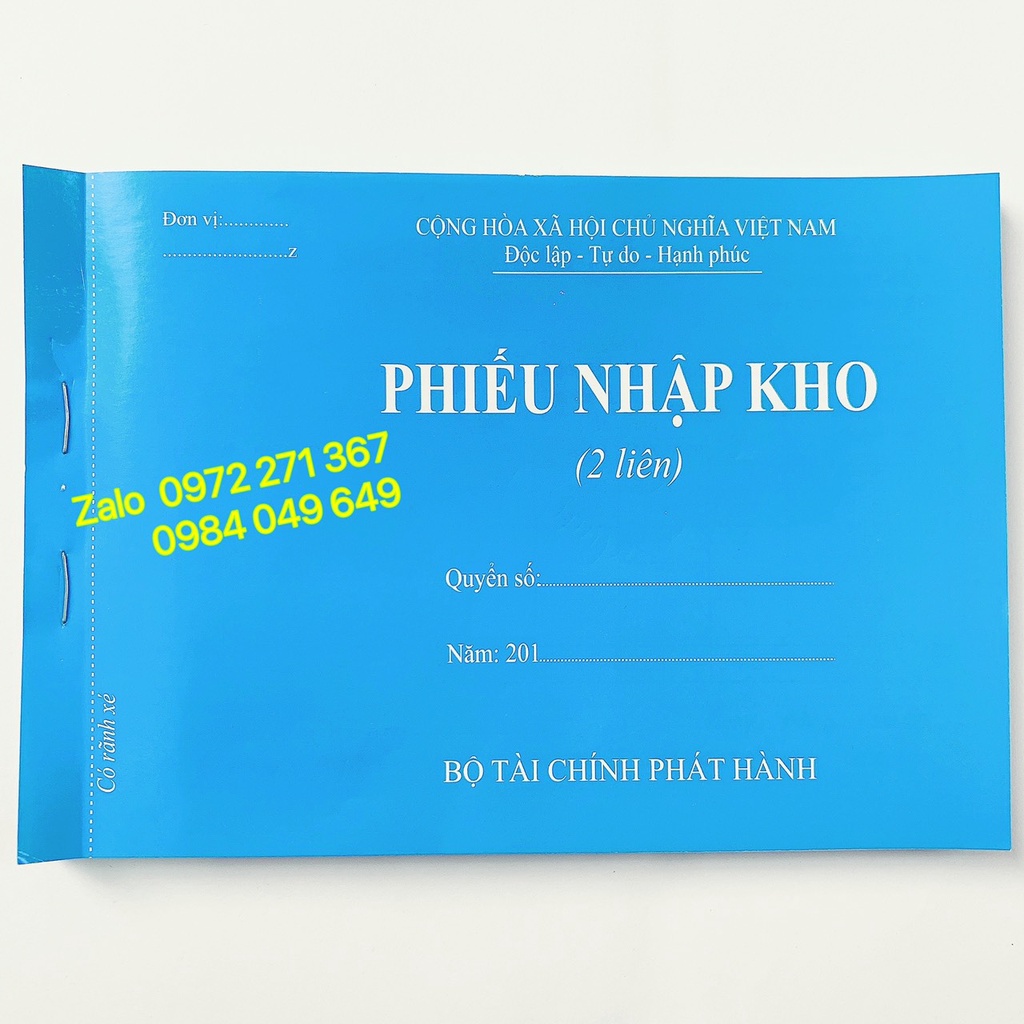 Đơn vị:.............
.........................z
CỘNG HÒA XÃ HỘI CHỦ NGHĨA VIỆT NAM
Độc lập - Tự do - Hạnh phúc
PHIẾU NHẬP KHO
(2 liên)
Zalo 0972 271 367
0984 049 649
Quyển số:..........................................................
Năm: 201..........................................................
Có rãnh xé
BỘ TÀI CHÍNH PHÁT HÀNH